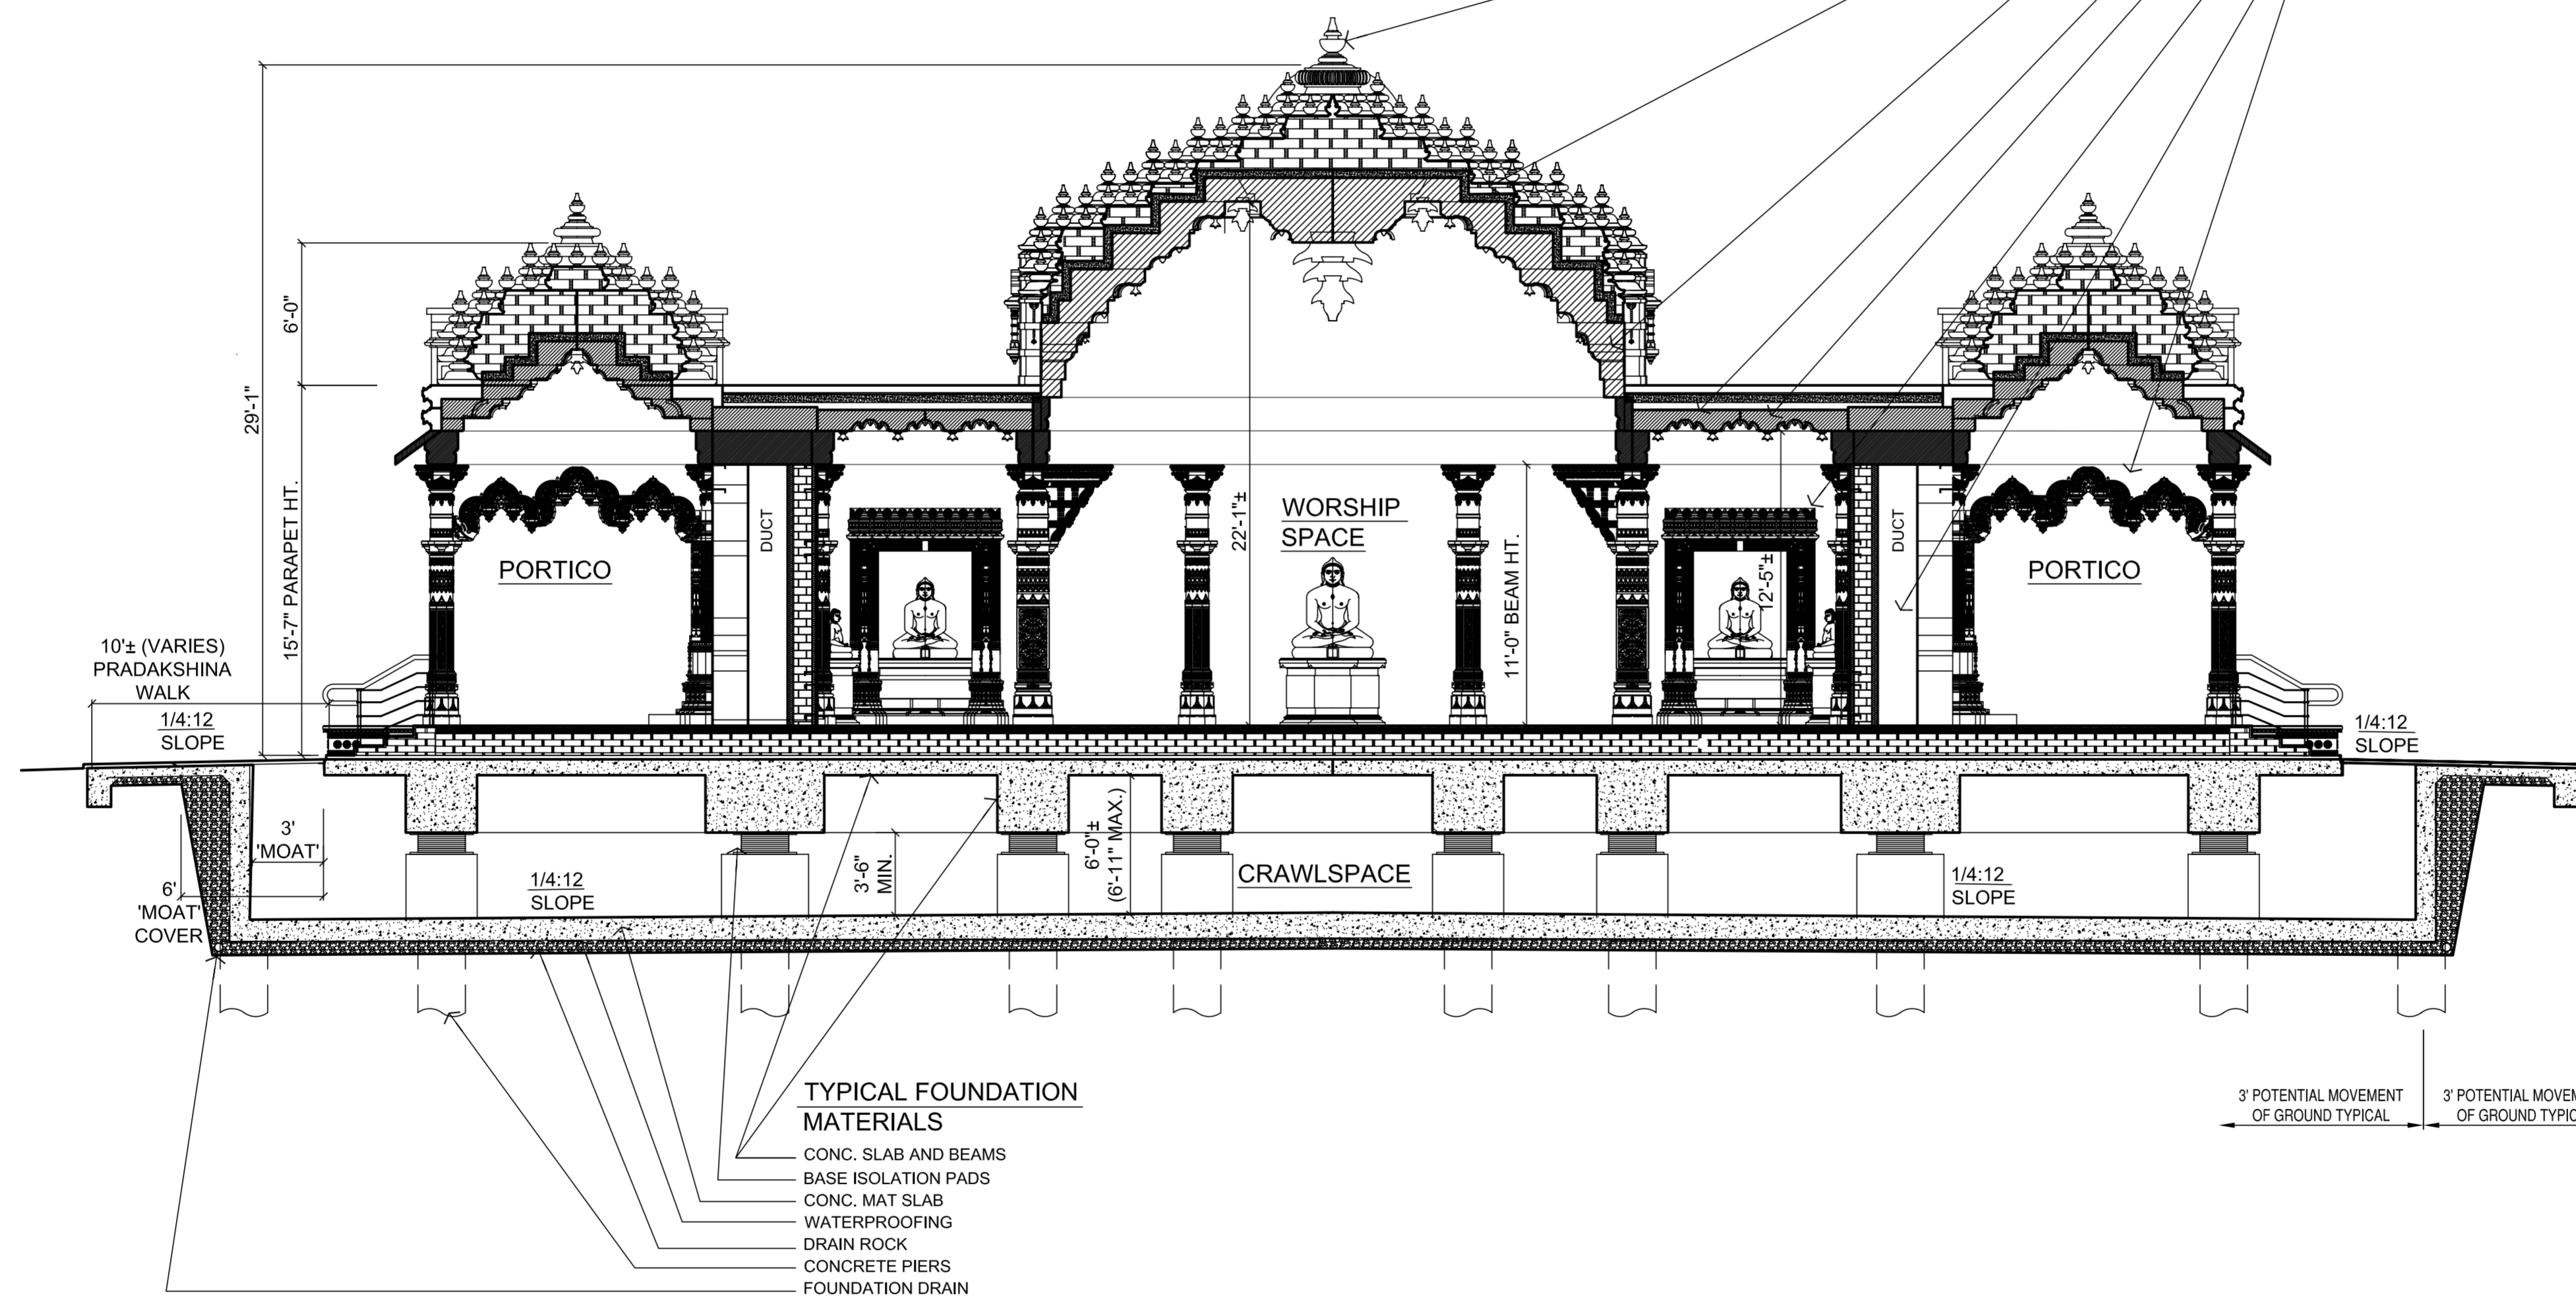 29'-1"
6'-0"
15'-7" PARAPET HT.
10'± (VARIES)
PRADAKSHINA
WALK
1/4:12
SLOPE
PORTICO
DUCT
22'-1"±
WORSHIP
SPACE
11'-0" BEAM HT.
12'-5"±
DUCT
PORTICO
1/4:12
SLOPE
3'
'MOAT'
6'
'MOAT'
COVER
1/4:12
SLOPE
3'-6"
MIN.
6'-0"±
(6'-11" MAX.)
CRAWLSPACE
1/4:12
SLOPE
TYPICAL FOUNDATION
MATERIALS
CONC. SLAB AND BEAMS
BASE ISOLATION PADS
CONC. MAT SLAB
WATERPROOFING
DRAIN ROCK
CONCRETE PIERS
FOUNDATION DRAIN
3' POTENTIAL MOVEMENT
OF GROUND TYPICAL
3' POTENTIAL
OF GROUND